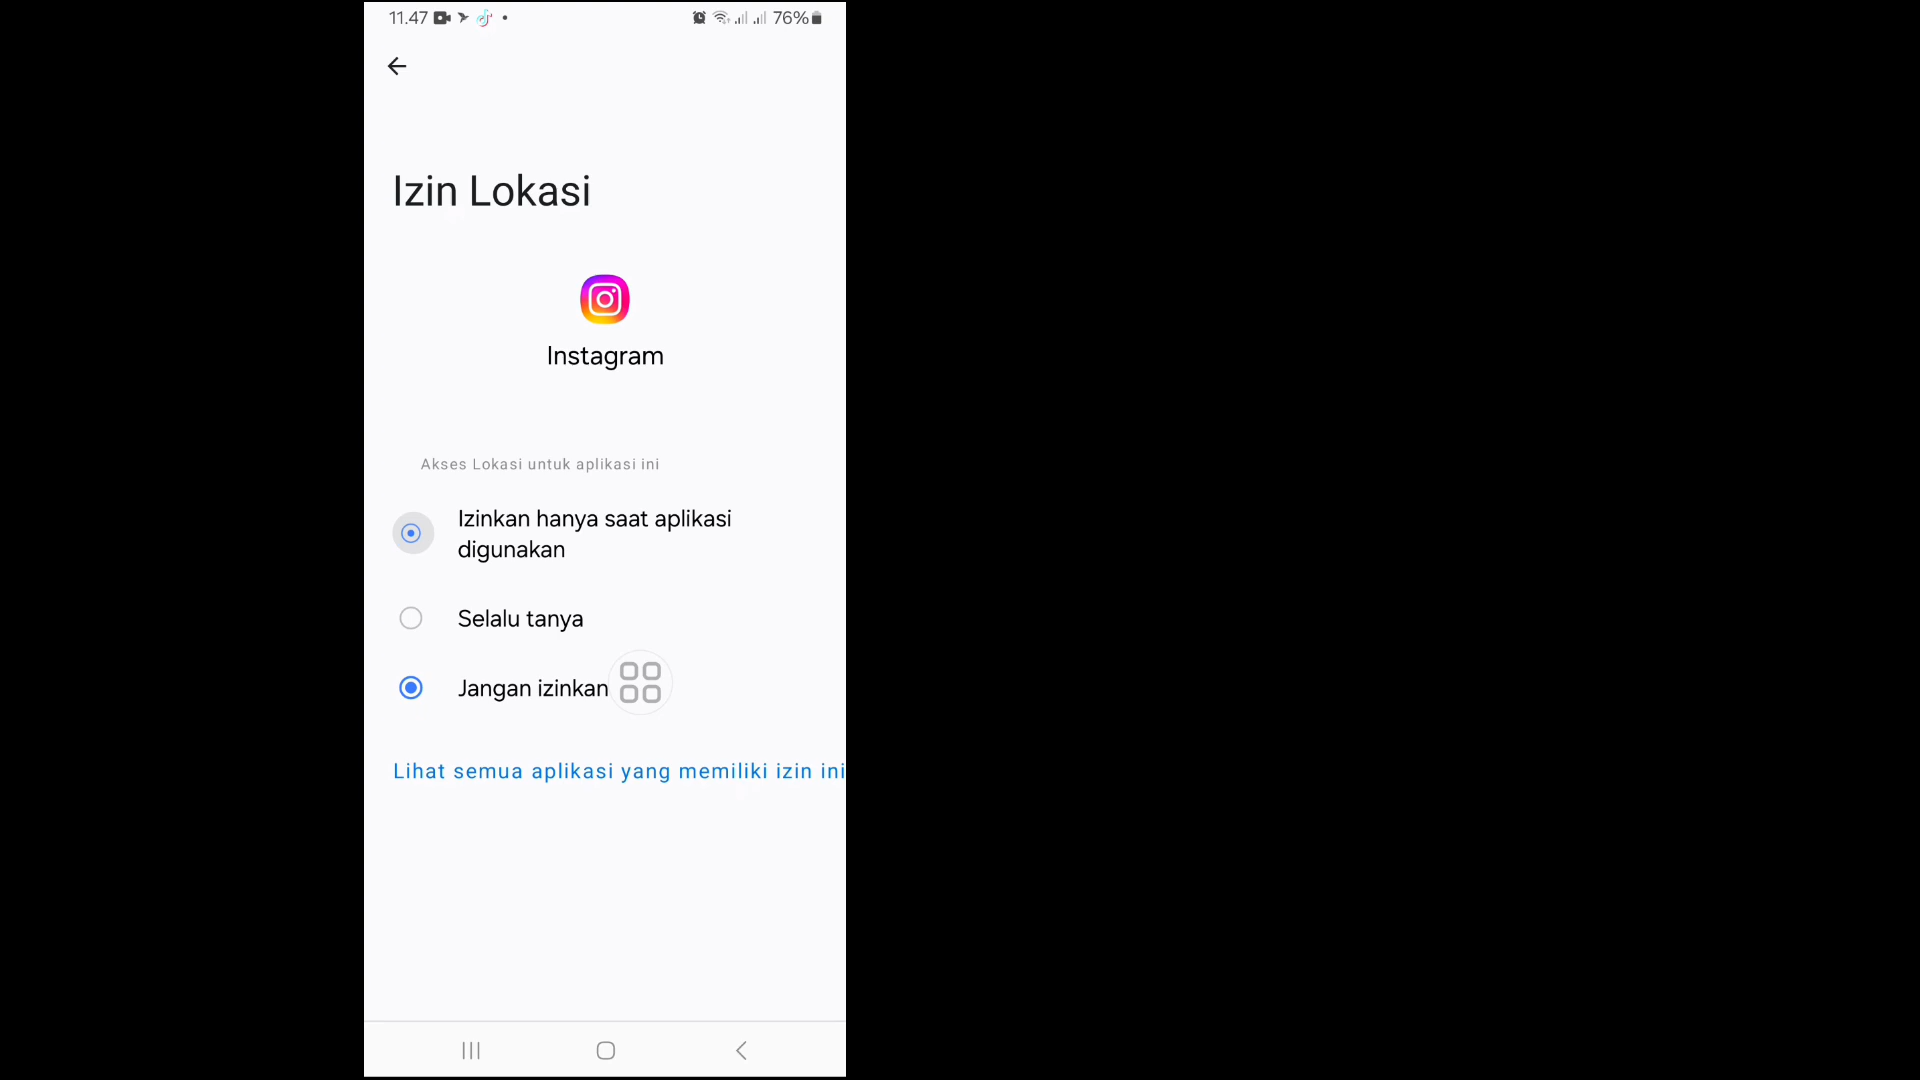 11.47
76%
Izin Lokasi
Instagram
Akses Lokasi untuk aplikasi ini
Izinkan hanya saat aplikasi
digunakan
Selalu tanya
Jangan izinkan
Lihat semua aplikasi yang memiliki izin ini